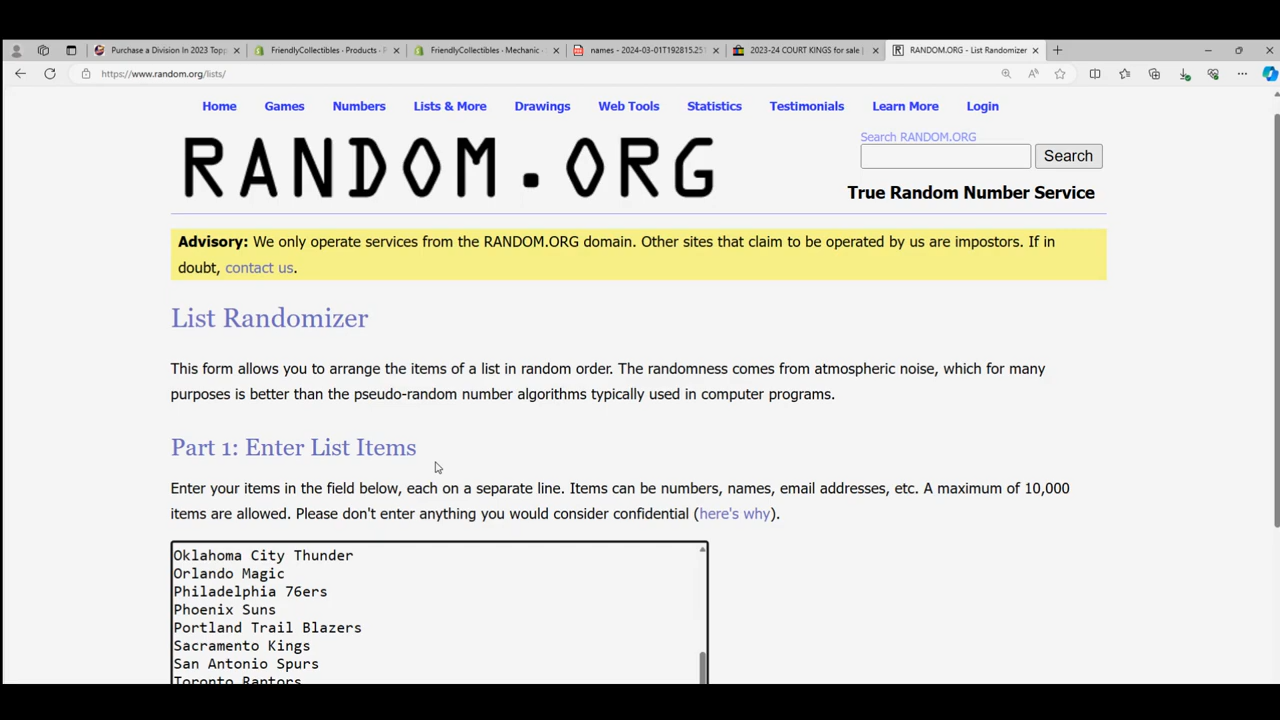 Purchase a Division In 2023 Topp
FriendlyCollectibles · Products · F
FriendlyCollectibles · Mechanic ·
names - 2024-03-01T192815.251
2023-24 COURT KINGS for sale |
RANDOM.ORG - List Randomizer
https://www.random.org/lists/
Home Games Numbers Lists & More Drawings Web Tools Statistics Testimonials Learn More Login
RANDOM.ORG
Search RANDOM.ORG
Search
True Random Number Service
Advisory: We only operate services from the RANDOM.ORG domain. Other sites that claim to be operated by us are impostors. If in
doubt, contact us.
List Randomizer
This form allows you to arrange the items of a list in random order. The randomness comes from atmospheric noise, which for many
purposes is better than the pseudo-random number algorithms typically used in computer programs.
Part 1: Enter List Items
Enter your items in the field below, each on a separate line. Items can be numbers, names, email addresses, etc. A maximum of 10,000
items are allowed. Please don't enter anything you would consider confidential (here's why).
Oklahoma City Thunder
Orlando Magic
Philadelphia 76ers
Phoenix Suns
Portland Trail Blazers
Sacramento Kings
San Antonio Spurs
Toronto Raptors